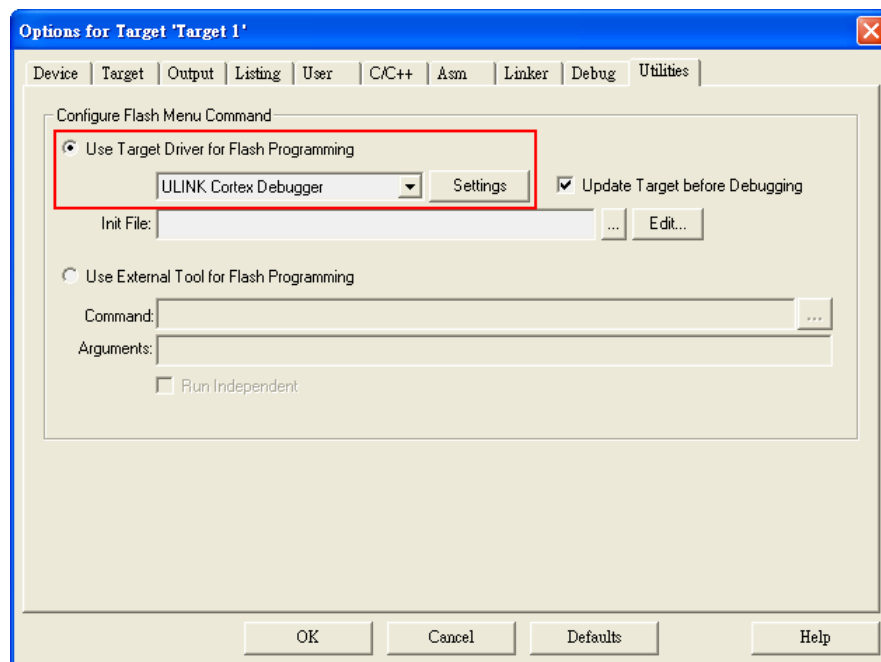 Options for Target 'Target 1'
Device Target Output Listing User C/C++ Asm Linker Debug Utilities
Configure Flash Menu Command
Use Target Driver for Flash Programming
ULINK Cortex Debugger Settings Update Target before Debugging
Init File: ... Edit...
Use External Tool for Flash Programming
Command: ...
Arguments:
Run Independent
OK Cancel Defaults Help